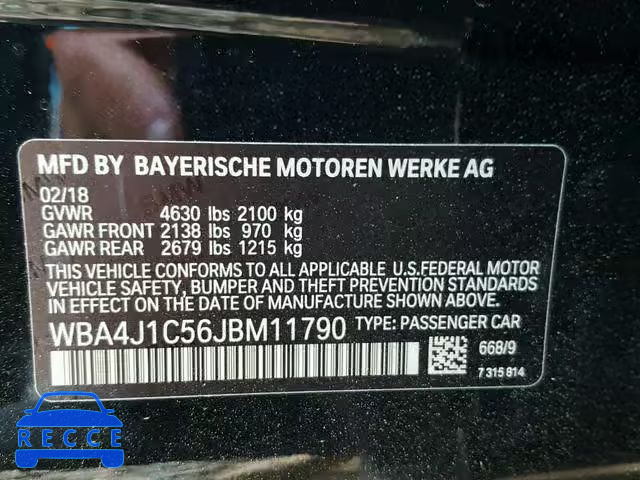 MFD BY BAYERISCHE MOTOREN WERKE AG
02/18
GVWR 4630 lbs 2100 kg
GAWR FRONT 2138 lbs 970 kg
GAWR REAR 2679 lbs 1215 kg
THIS VEHICLE CONFORMS TO ALL APPLICABLE U.S.FEDERAL MOTOR
VEHICLE SAFETY, BUMPER AND THEFT PREVENTION STANDARDS
IN EFFECT ON THE DATE OF MANUFACTURE SHOWN ABOVE.
WBA4J1C56JBM11790 TYPE: PASSENGER CAR
668/9
7 315 814
RECCE